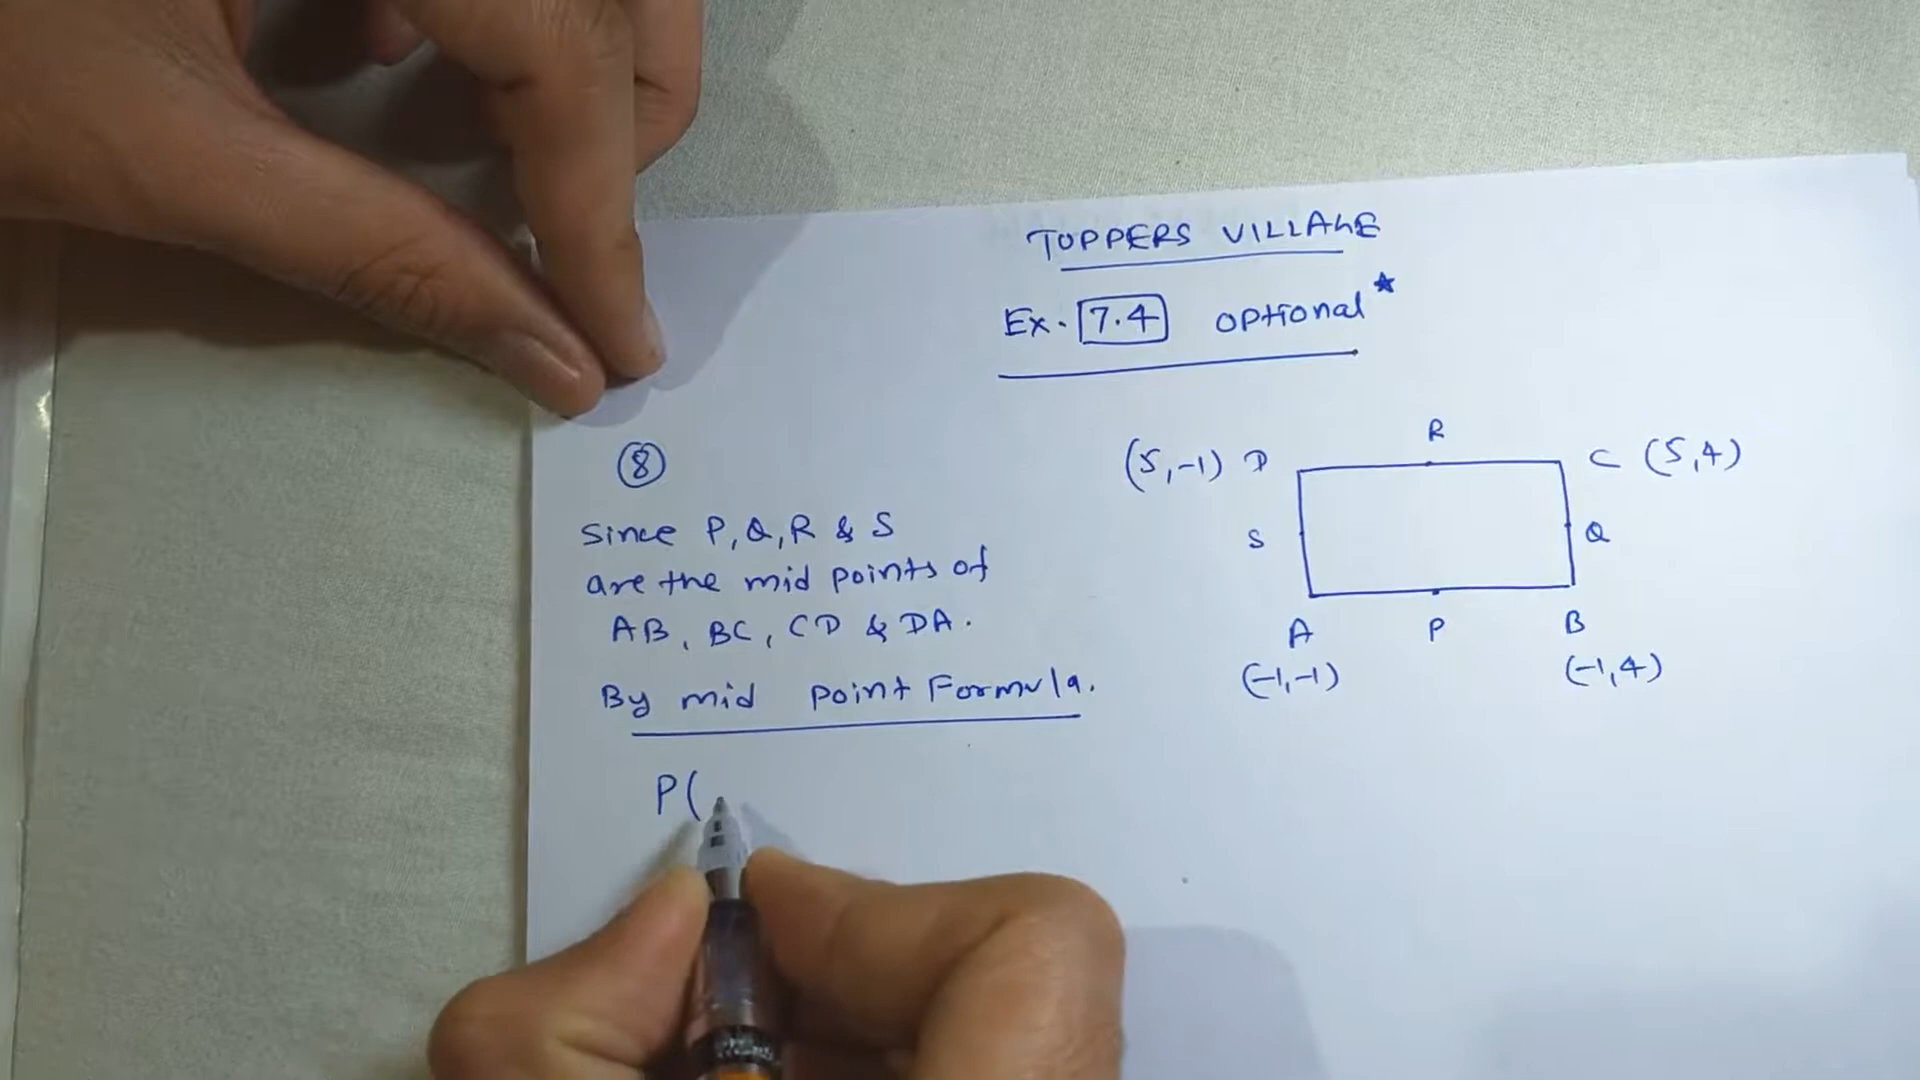 TOPPERS VILLAGE
Ex. 7.4 optional*
8
Since P, Q, R & S
are the mid points of
AB, BC, CD & DA.
By mid point Formula.
P(
R
(5,-1) D
C (5,4)
S
Q
A
P
B
(-1,-1)
(-1,4)